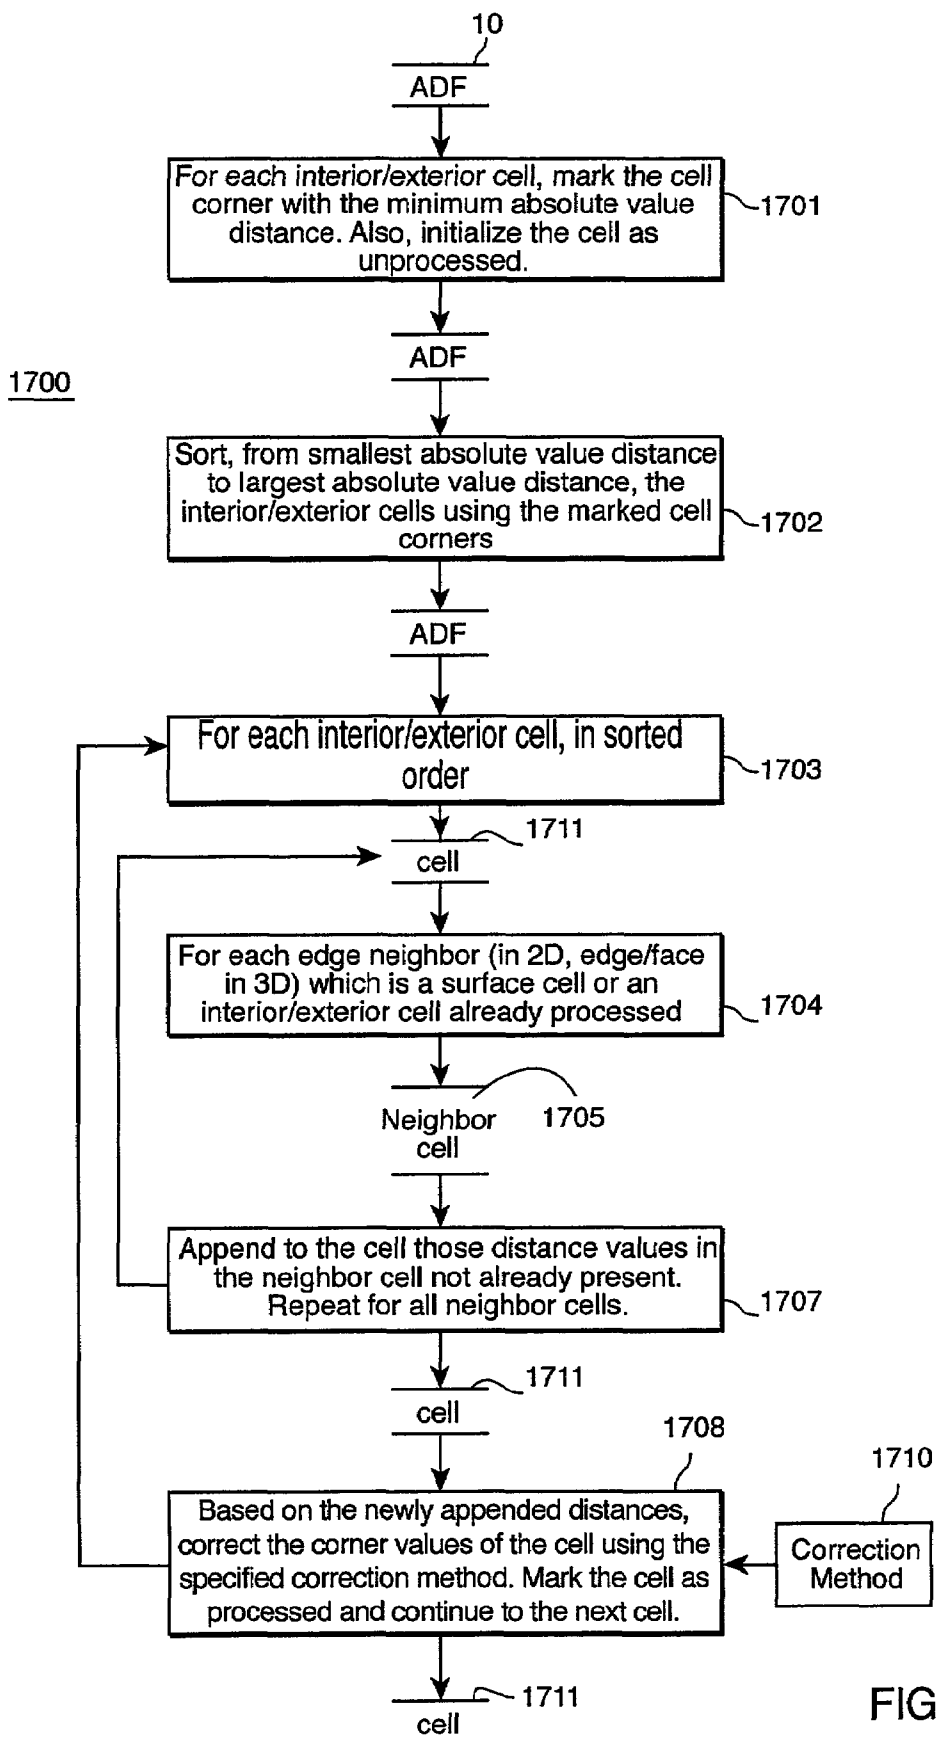 10
ADF
For each interior/exterior cell, mark the cell
corner with the minimum absolute value
distance. Also, initialize the cell as
unprocessed.
1701
ADF
1700
Sort, from smallest absolute value distance
to largest absolute value distance, the
interior/exterior cells using the marked cell
corners
1702
ADF
For each interior/exterior cell, in sorted
order
1703
1711
cell
For each edge neighbor (in 2D, edge/face
in 3D) which is a surface cell or an
interior/exterior cell already processed
1704
Neighbor
cell
1705
Append to the cell those distance values in
the neighbor cell not already present.
Repeat for all neighbor cells.
1707
1711
cell
1708
Based on the newly appended distances,
correct the corner values of the cell using the
specified correction method. Mark the cell as
processed and continue to the next cell.
1710
Correction
Method
1711
cell
FIG